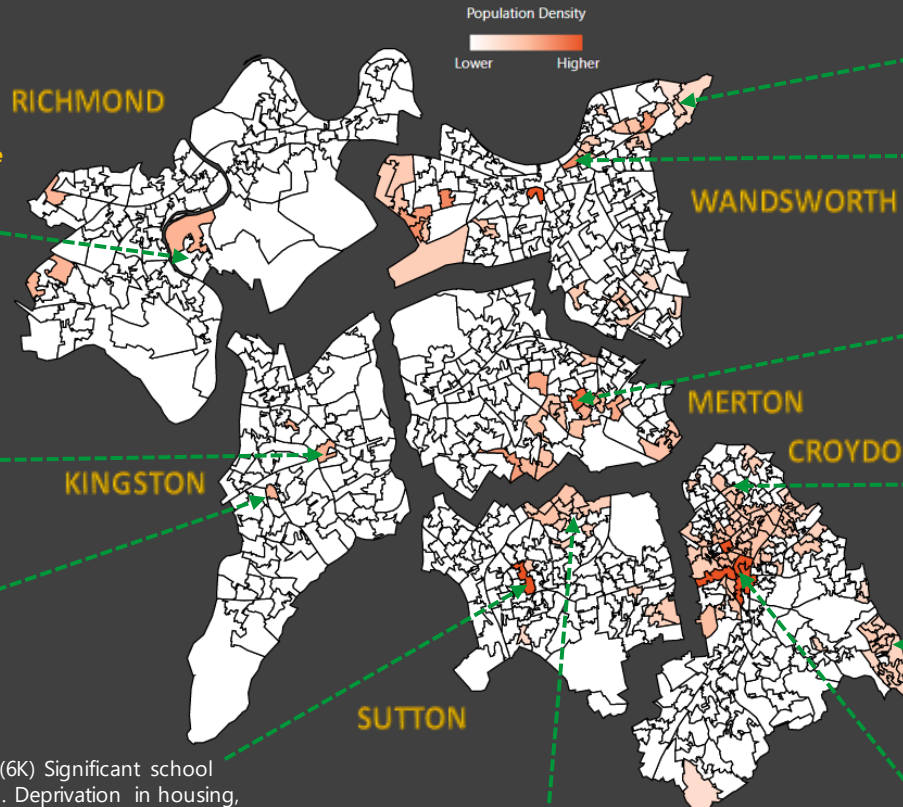 Population Density
Lower Higher
RICHMOND
e
WANDSWORTH
MERTON
CROYDO
KINGSTON
SUTTON
(6K) Significant school
. Deprivation in housing,